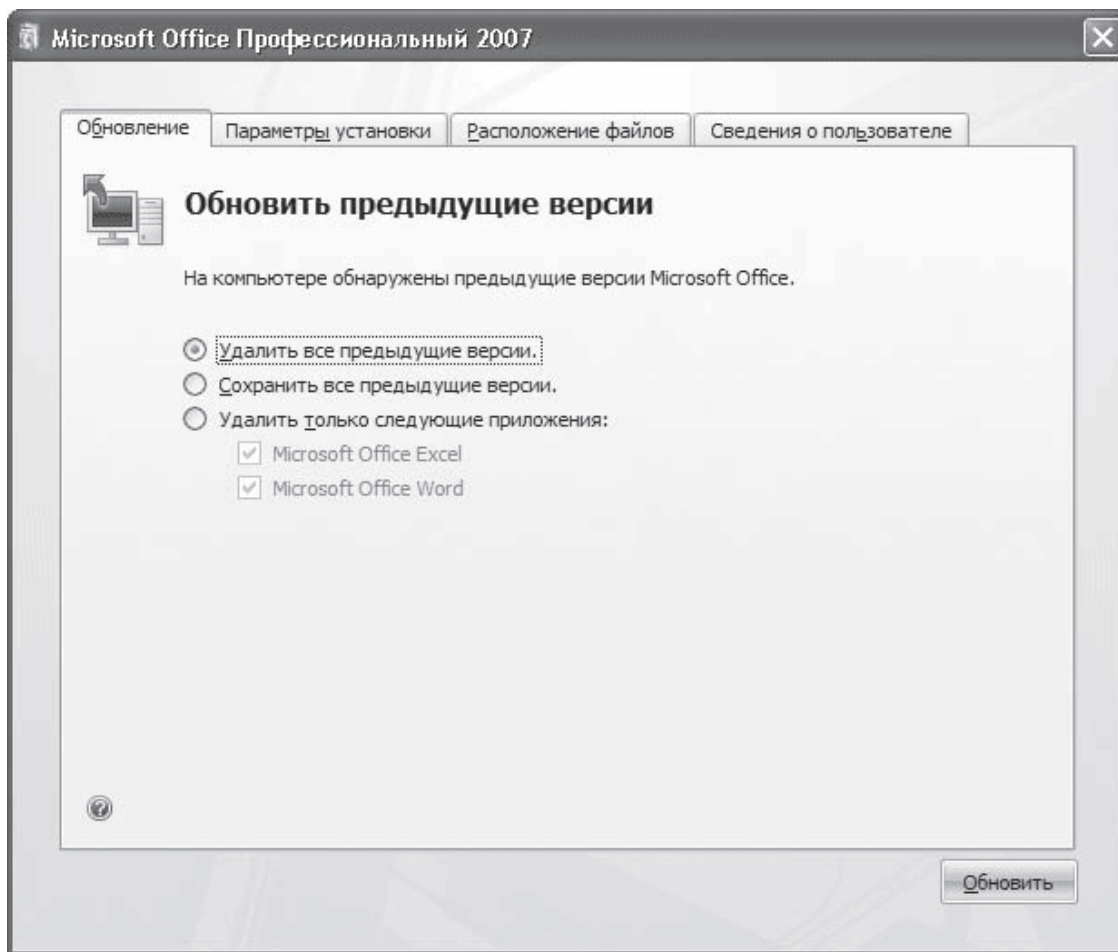 Microsoft Office Профессиональный 2007
Обновление Параметры установки Расположение файлов Сведения о пользователе
Обновить предыдущие версии
На компьютере обнаружены предыдущие версии Microsoft Office.
Удалить все предыдущие версии.
Сохранить все предыдущие версии.
Удалить только следующие приложения:
Microsoft Office Excel
Microsoft Office Word
Обновить